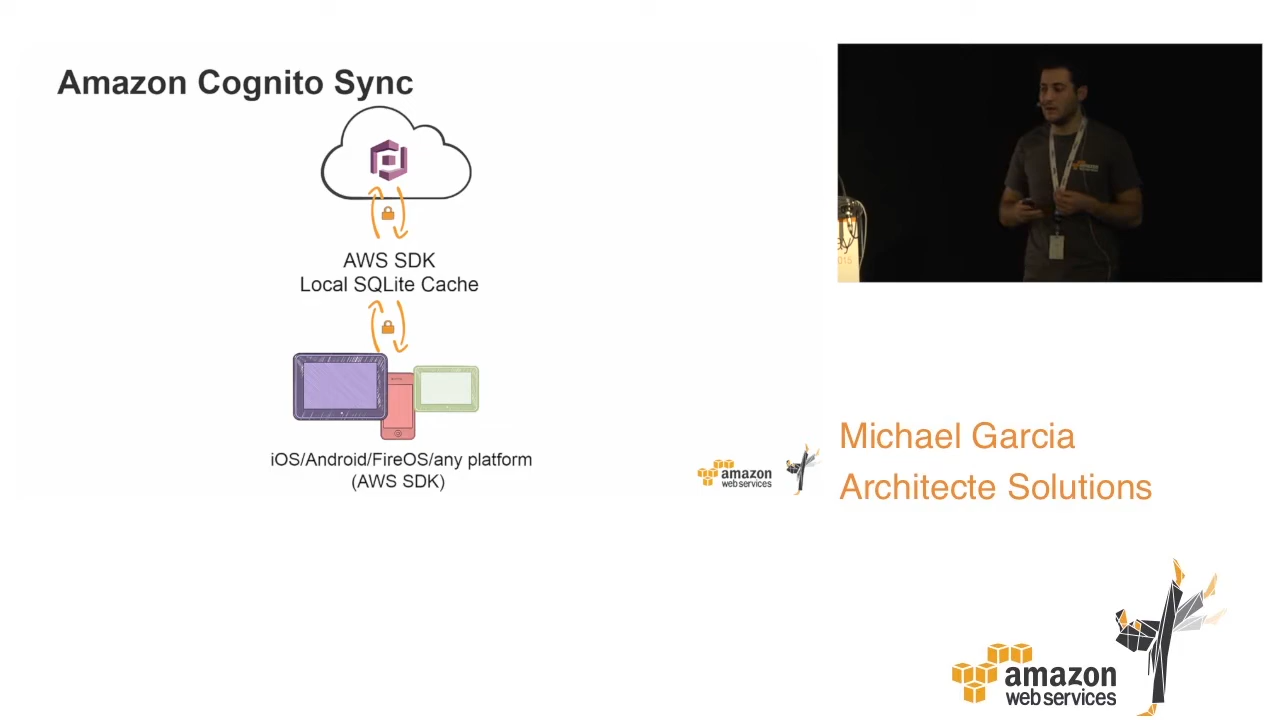 Amazon Cognito Sync
AWS SDK
Local SQLite Cache
iOS/Android/FireOS/any platform
(AWS SDK)
amazon
web services
015
Michael Garcia
Architecte Solutions
amazon
web services